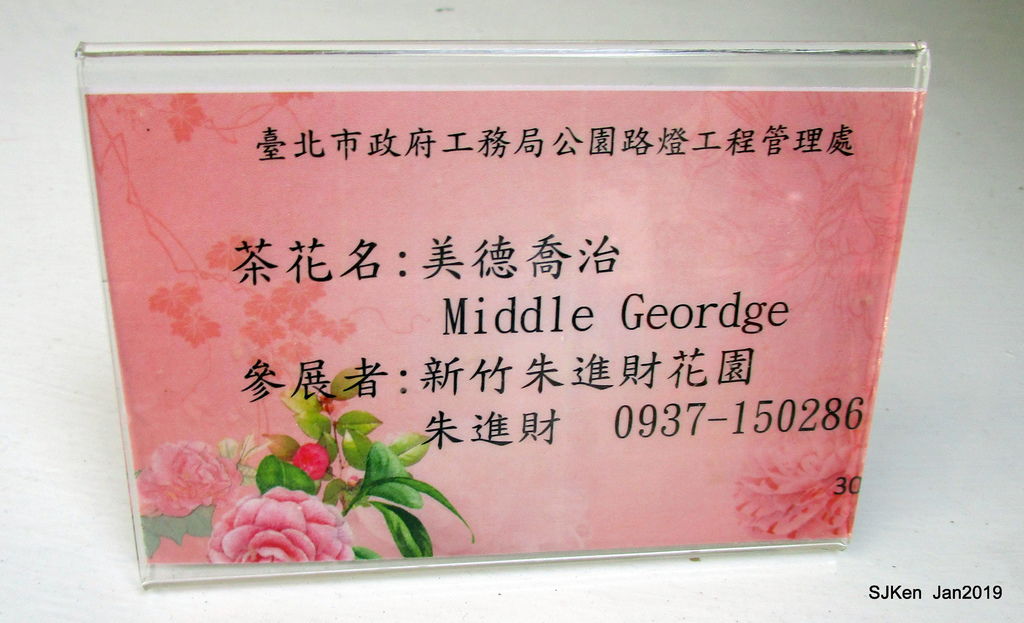 臺北市政府工務局公園路燈工程管理處
茶花名:美德喬治
Middle Geordge
參展者:新竹朱進財花園
朱進財 0937-150286
30
SJKen Jan2019